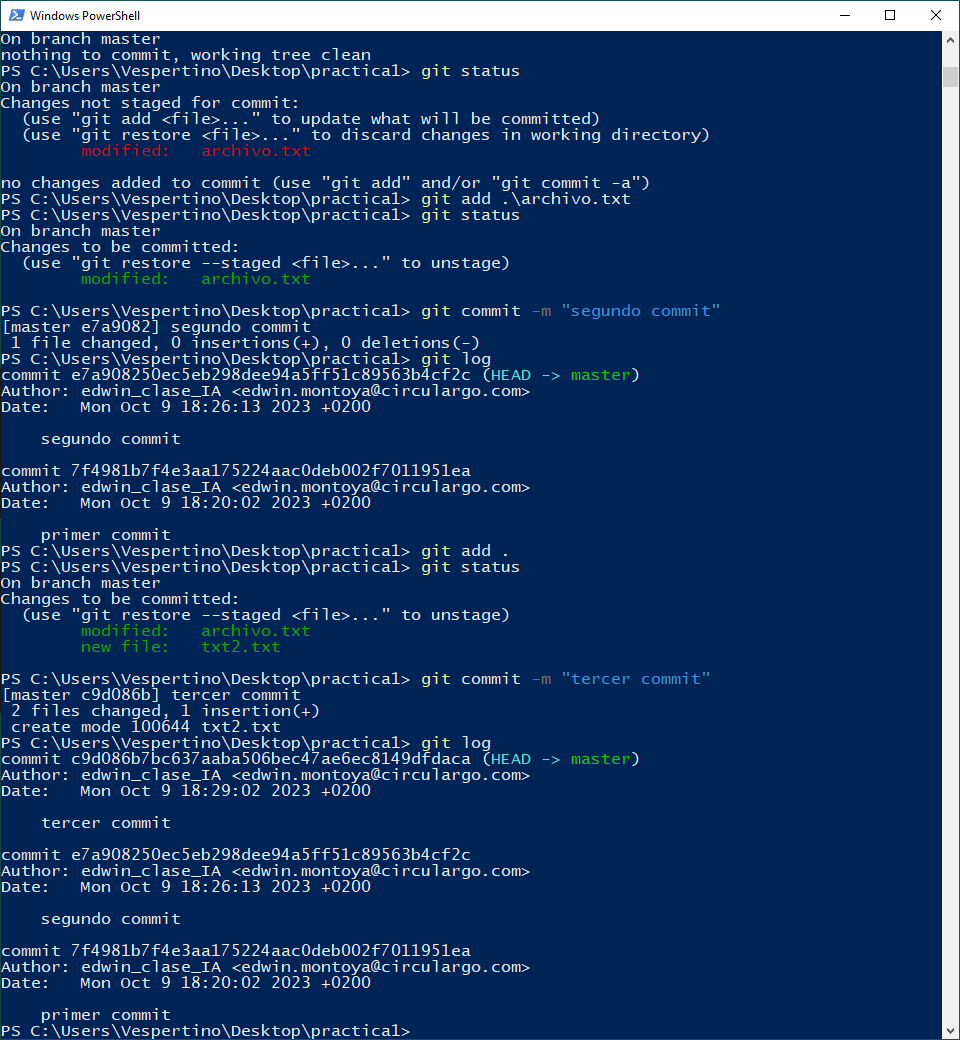 Windows PowerShell
On branch master
nothing to commit, working tree clean
PS C:\Users\Vespertino\Desktop\practica1> git status
On branch master
Changes not staged for commit:
  (use "git add <file>..." to update what will be committed)
  (use "git restore <file>..." to discard changes in working directory)
        modified:   archivo.txt

no changes added to commit (use "git add" and/or "git commit -a")
PS C:\Users\Vespertino\Desktop\practica1> git add .\archivo.txt
PS C:\Users\Vespertino\Desktop\practica1> git status
On branch master
Changes to be committed:
  (use "git restore --staged <file>..." to unstage)
        modified:   archivo.txt

PS C:\Users\Vespertino\Desktop\practica1> git commit -m "segundo commit"
[master e7a9082] segundo commit
 1 file changed, 0 insertions(+), 0 deletions(-)
PS C:\Users\Vespertino\Desktop\practica1> git log
commit e7a908250ec5eb298dee94a5ff51c89563b4cf2c (HEAD -> master)
Author: edwin_clase_IA <edwin.montoya@circulargo.com>
Date:   Mon Oct 9 18:26:13 2023 +0200

    segundo commit

commit 7f4981b7f4e3aa175224aac0deb002f7011951ea
Author: edwin_clase_IA <edwin.montoya@circulargo.com>
Date:   Mon Oct 9 18:20:02 2023 +0200

    primer commit
PS C:\Users\Vespertino\Desktop\practica1> git add .
PS C:\Users\Vespertino\Desktop\practica1> git status
On branch master
Changes to be committed:
  (use "git restore --staged <file>..." to unstage)
        modified:   archivo.txt
        new file:   txt2.txt

PS C:\Users\Vespertino\Desktop\practica1> git commit -m "tercer commit"
[master c9d086b] tercer commit
 2 files changed, 1 insertion(+)
 create mode 100644 txt2.txt
PS C:\Users\Vespertino\Desktop\practica1> git log
commit c9d086b7bc637aaba506bec47ae6ec8149dfdaca (HEAD -> master)
Author: edwin_clase_IA <edwin.montoya@circulargo.com>
Date:   Mon Oct 9 18:29:02 2023 +0200

    tercer commit

commit e7a908250ec5eb298dee94a5ff51c89563b4cf2c
Author: edwin_clase_IA <edwin.montoya@circulargo.com>
Date:   Mon Oct 9 18:26:13 2023 +0200

    segundo commit

commit 7f4981b7f4e3aa175224aac0deb002f7011951ea
Author: edwin_clase_IA <edwin.montoya@circulargo.com>
Date:   Mon Oct 9 18:20:02 2023 +0200

    primer commit
PS C:\Users\Vespertino\Desktop\practica1>